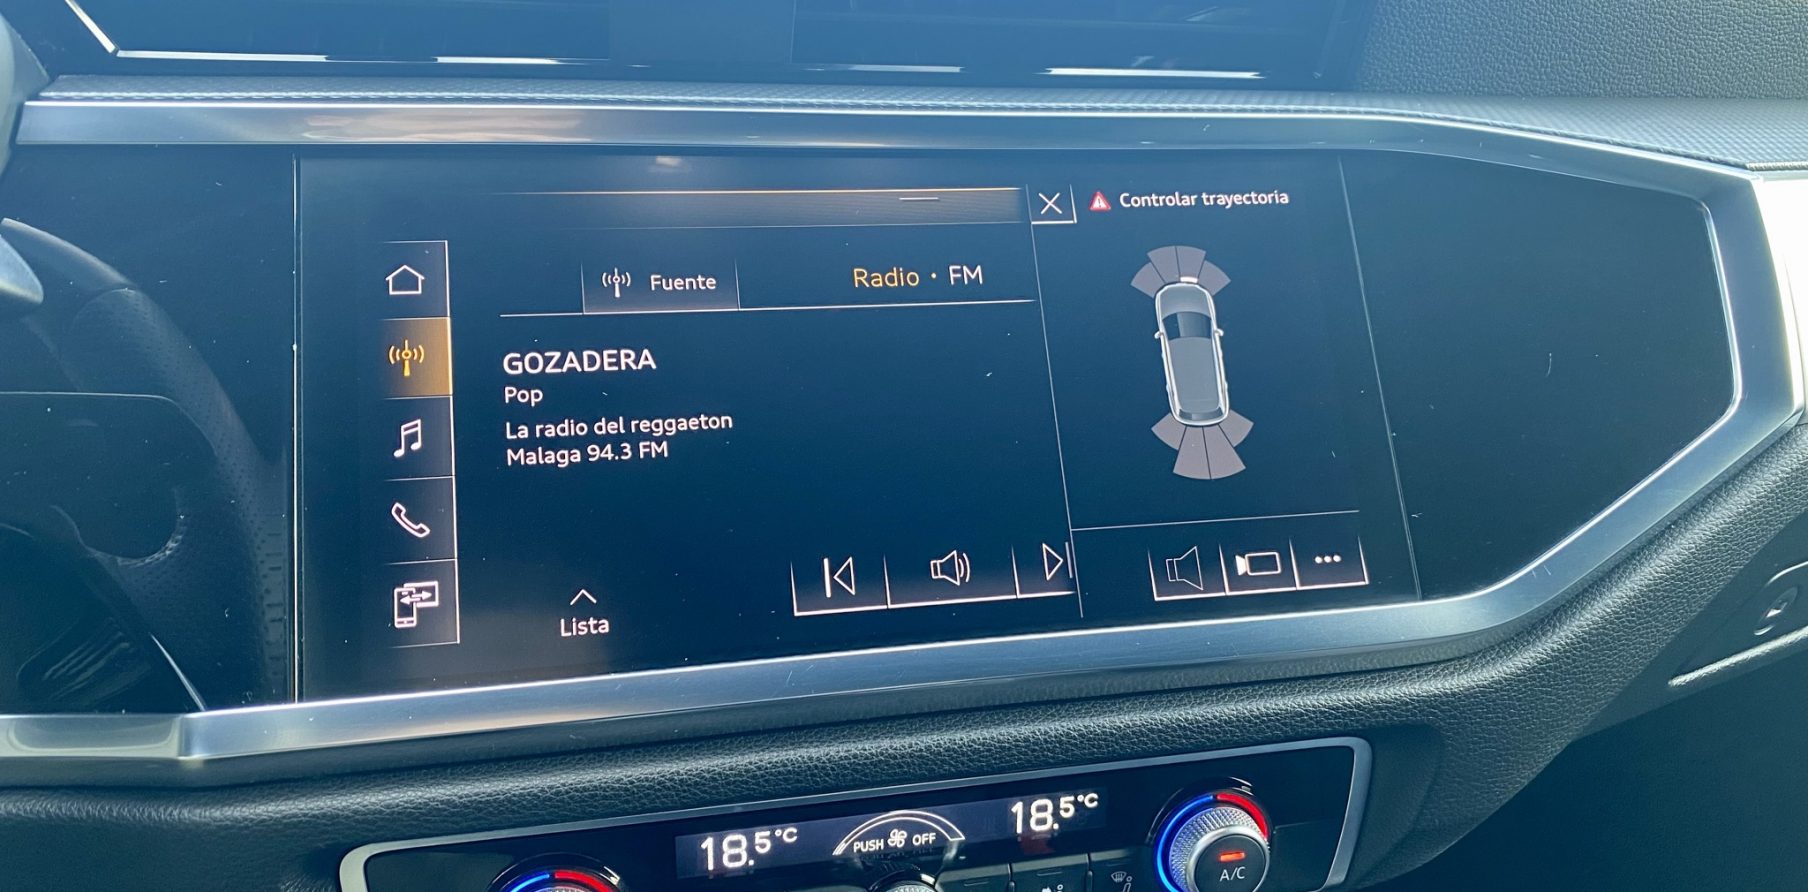 Controlar trayectoria
Fuente
Radio • FM
GOZADERA
Pop
La radio del reggaeton
Malaga 94.3 FM
Lista
18.5°C
PUSH OFF
18.5°C
A/C